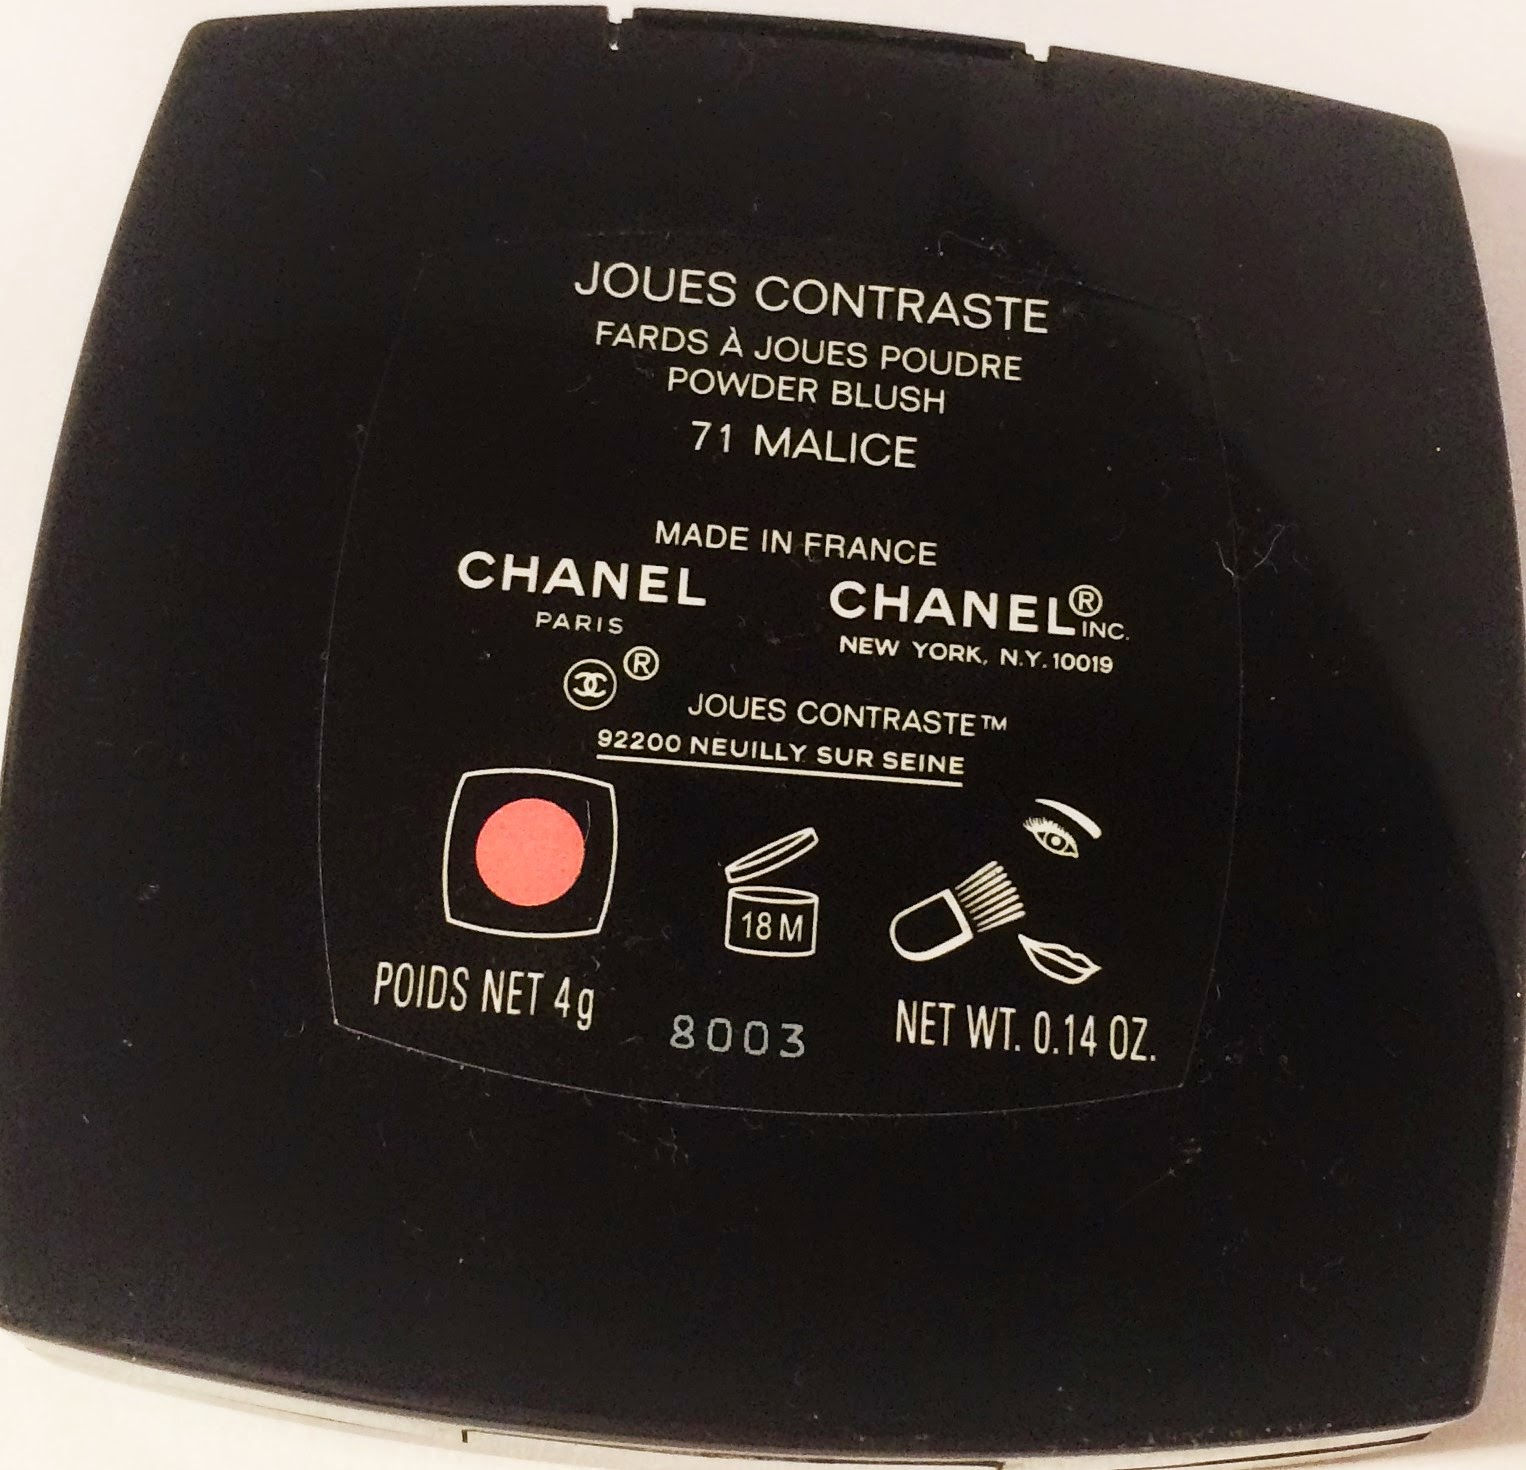 JOUES CONTRASTE
FARDS À JOUES POUDRE
POWDER BLUSH
71 MALICE
MADE IN FRANCE
CHANEL
PARIS
CHANEL® INC.
NEW YORK, N.Y. 10019
®
JOUES CONTRASTE™
92200 NEUILLY SUR SEINE
18 M
POIDS NET 4g
8003
NET WT. 0.14 OZ.